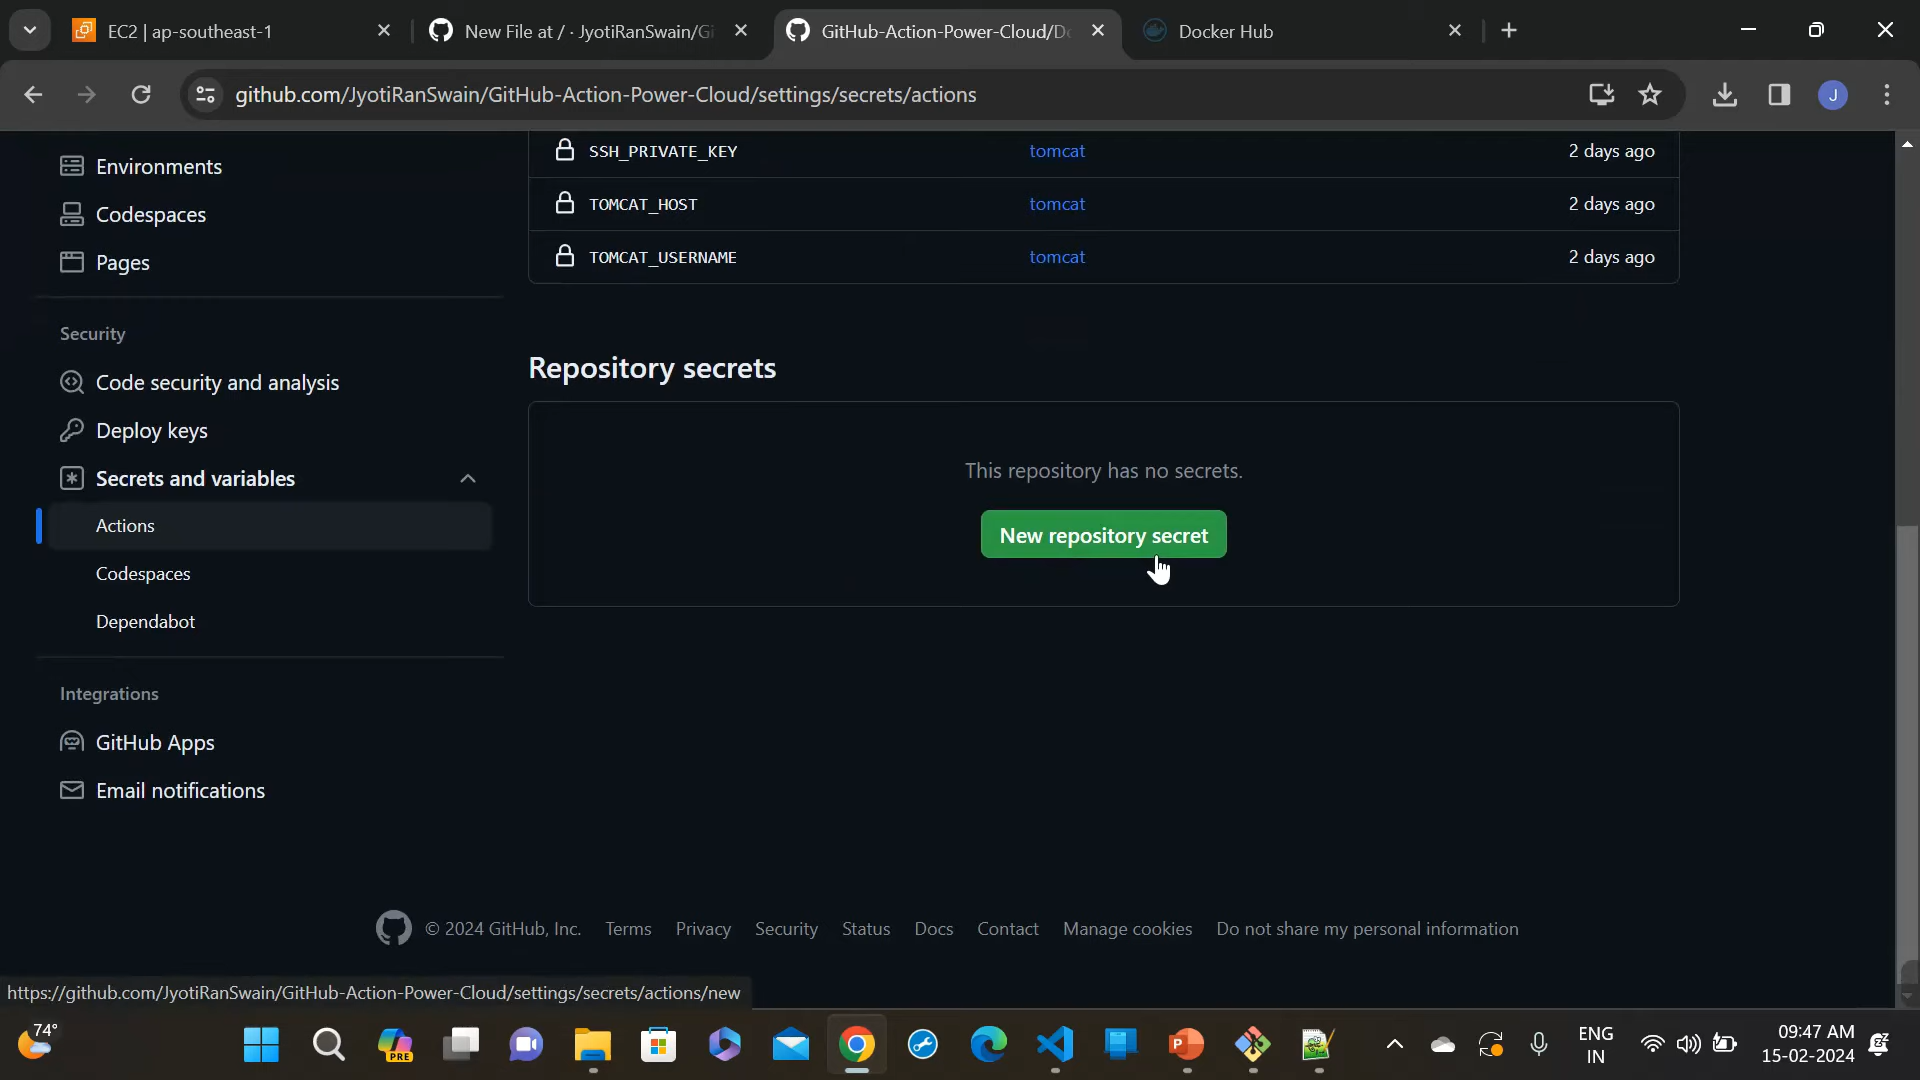 EC2 | ap-southeast-1
New File at / · JyotiRanSwain/Gi
GitHub-Action-Power-Cloud/Do
Docker Hub
github.com/JyotiRanSwain/GitHub-Action-Power-Cloud/settings/secrets/actions
J
Environments
Codespaces
Pages
Security
Code security and analysis
Deploy keys
Secrets and variables
Actions
Codespaces
Dependabot
Integrations
GitHub Apps
Email notifications
SSH_PRIVATE_KEY tomcat 2 days ago
TOMCAT_HOST tomcat 2 days ago
TOMCAT_USERNAME tomcat 2 days ago
Repository secrets
This repository has no secrets.
New repository secret
© 2024 GitHub, Inc. Terms Privacy Security Status Docs Contact Manage cookies Do not share my personal information
https://github.com/JyotiRanSwain/GitHub-Action-Power-Cloud/settings/secrets/actions/new
74°
PRE
ENG
IN
09:47 AM
15-02-2024